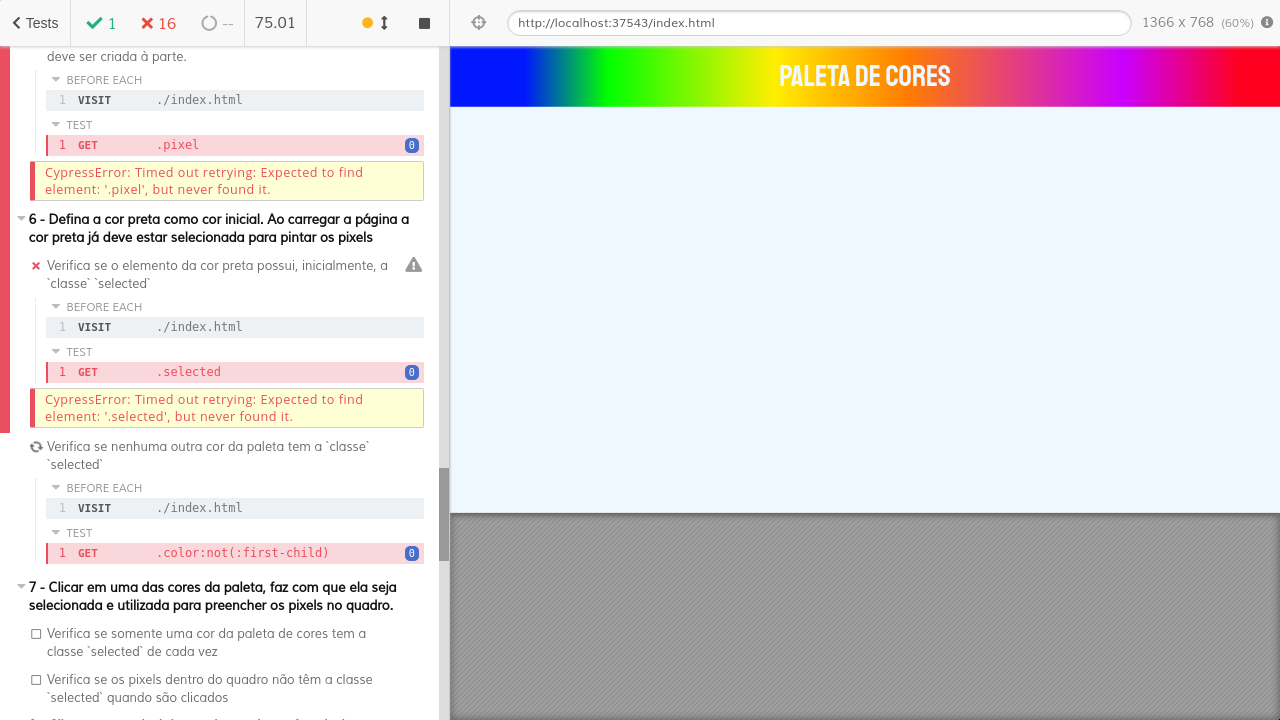 Tests 1 16 -- 75.01 http://localhost:37543/index.html 1366 x 768 (60%)
deve ser criada à parte.
BEFORE EACH
1 VISIT ./index.html
TEST
1 GET .pixel 0
CypressError: Timed out retrying: Expected to find
element: '.pixel', but never found it.
6 - Defina a cor preta como cor inicial. Ao carregar a página a
cor preta já deve estar selecionada para pintar os pixels
Verifica se o elemento da cor preta possui, inicialmente, a
`classe` `selected`
BEFORE EACH
1 VISIT ./index.html
TEST
1 GET .selected 0
CypressError: Timed out retrying: Expected to find
element: '.selected', but never found it.
Verifica se nenhuma outra cor da paleta tem a `classe`
`selected`
BEFORE EACH
1 VISIT ./index.html
TEST
1 GET .color:not(:first-child) 0
7 - Clicar em uma das cores da paleta, faz com que ela seja
selecionada e utilizada para preencher os pixels no quadro.
Verifica se somente uma cor da paleta de cores tem a
classe `selected` de cada vez
Verifica se os pixels dentro do quadro não têm a classe
`selected` quando são clicados
PALETA DE CORES